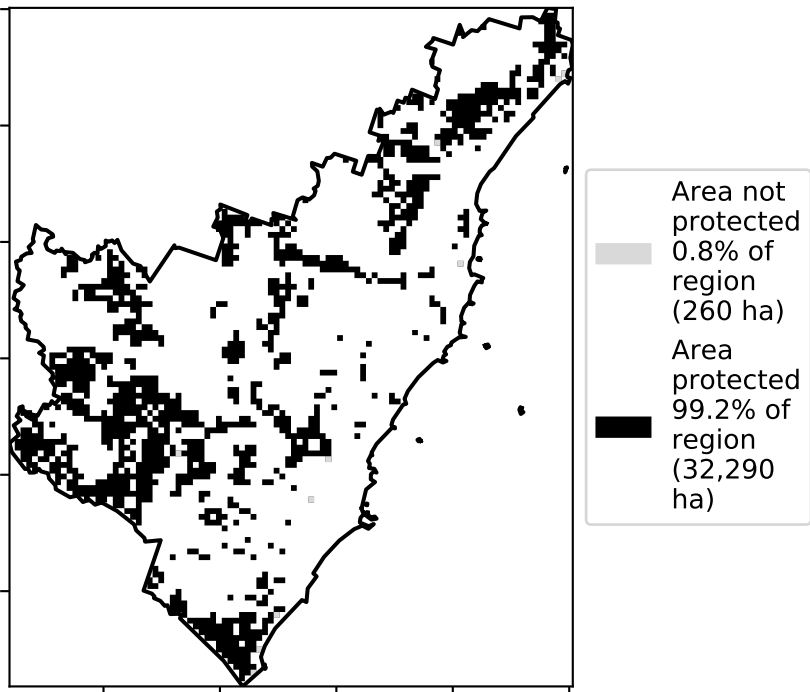 Area not
protected
0.8% of
region
(260 ha)
Area
protected
99.2% of
region
(32,290
ha)